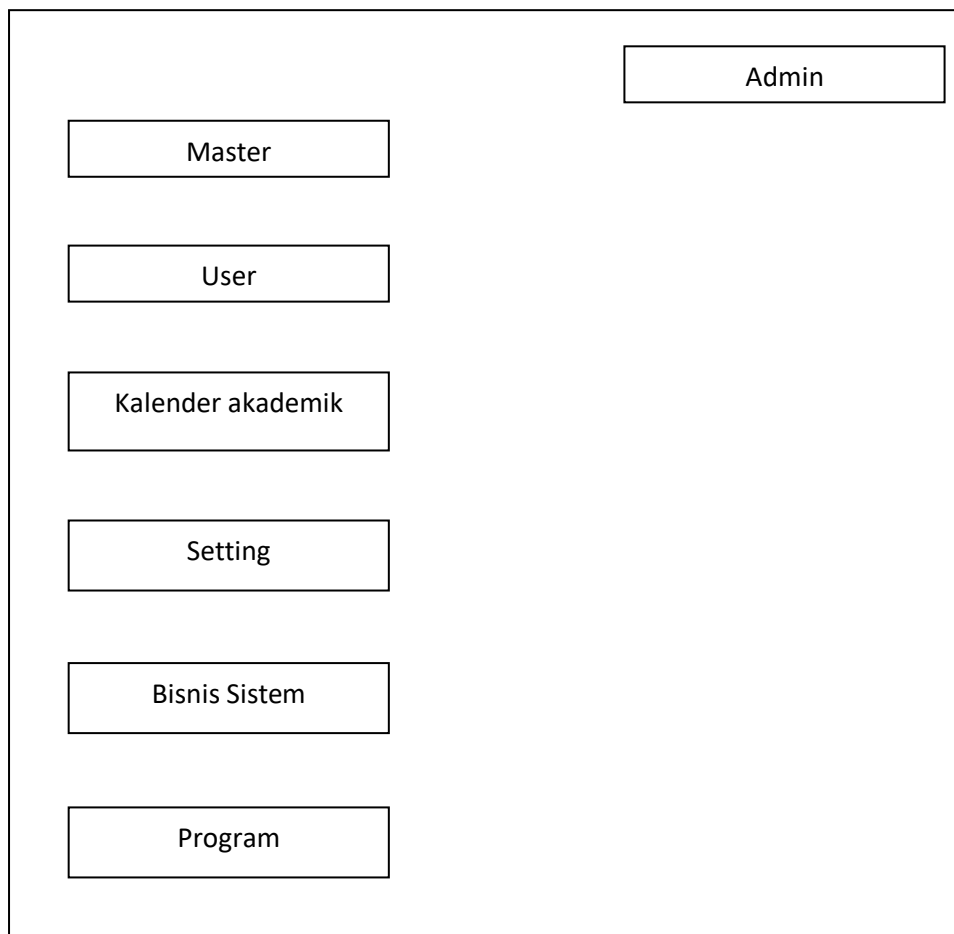 Admin
Master
User
Kalender akademik
Setting
Bisnis Sistem
Program